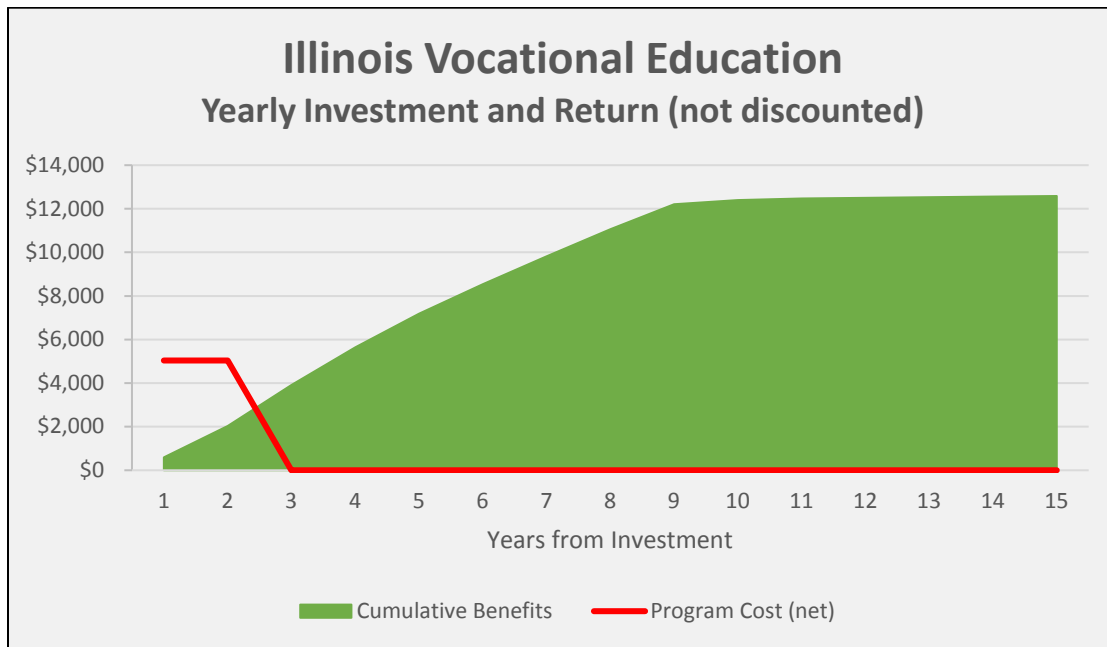 Illinois Vocational Education
Yearly Investment and Return (not discounted)
$14,000
$12,000
$10,000
$8,000
$6,000
$4,000
$2,000
$0
1 2 3 4 5 6 7 8 9 10 11 12 13 14 15
Years from Investment
Cumulative Benefits Program Cost (net)